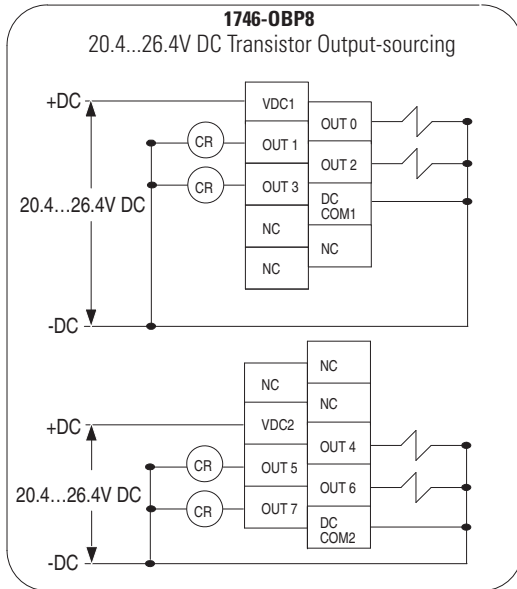 1746-OBP8
20.4...26.4V DC Transistor Output-sourcing
+DC
VDC1
OUT 0
CR
OUT 1
OUT 2
CR
OUT 3
20.4...26.4V DC
DC
COM1
NC
NC
NC
-DC
NC
NC
NC
+DC
VDC2
OUT 4
CR
OUT 5
OUT 6
20.4...26.4V DC
CR
OUT 7
DC
COM2
-DC